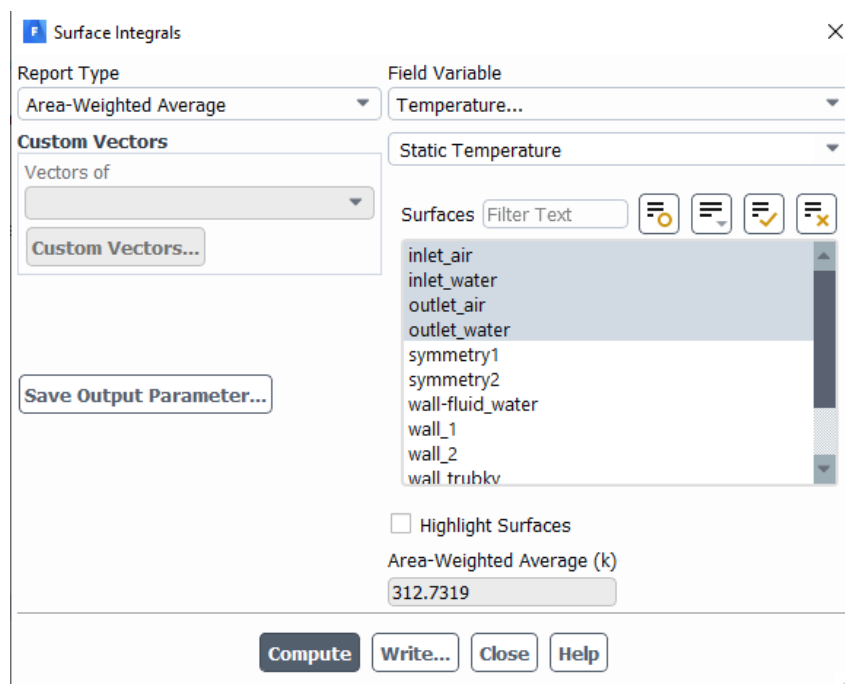 Surface Integrals
Report Type
Area-Weighted Average
Custom Vectors
Vectors of
Custom Vectors...
Save Output Parameter...
Field Variable
Temperature...
Static Temperature
Surfaces Filter Text
inlet_air
inlet_water
outlet_air
outlet_water
symmetry1
symmetry2
wall-fluid_water
wall_1
wall_2
wall_trubky
Highlight Surfaces
Area-Weighted Average (k)
312.7319
Compute Write... Close Help